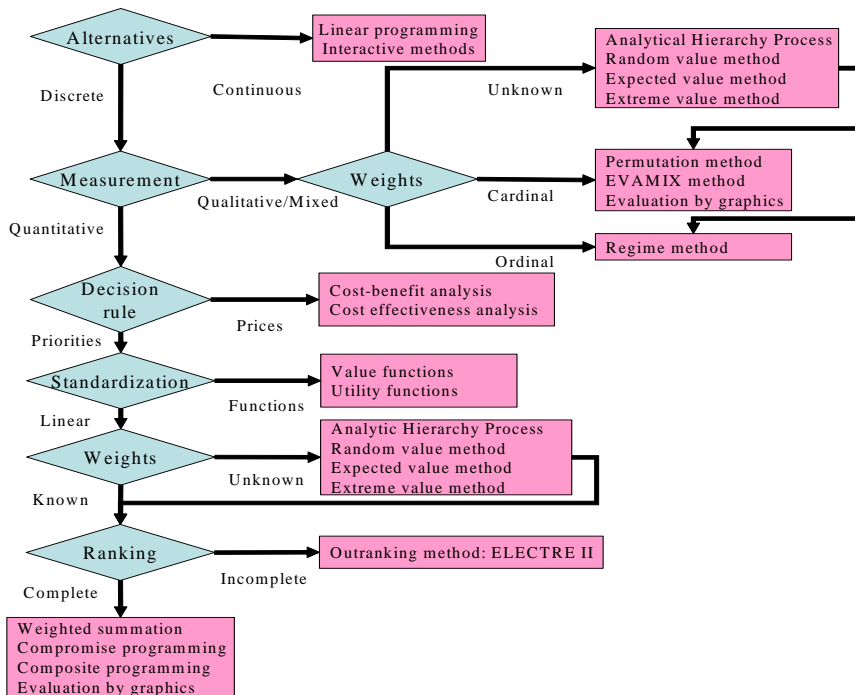 Alternatives
Linear programming
Interactive methods
Analytical Hierarchy Process
Random value method
Expected value method
Extreme value method
Discrete
Continuous
Unknown
Measurement
Qualitative/Mixed
Weights
Cardinal
Permutation method
EVAMIX method
Evaluation by graphics
Quantitative
Ordinal
Regime method
Decision
rule
Prices
Cost-benefit analysis
Cost effectiveness analysis
Priorities
Standardization
Functions
Value functions
Utility functions
Linear
Weights
Unknown
Analytic Hierarchy Process
Random value method
Expected value method
Extreme value method
Known
Ranking
Incomplete
Outranking method: ELECTRE II
Complete
Weighted summation
Compromise programming
Composite programming
Evaluation by graphics